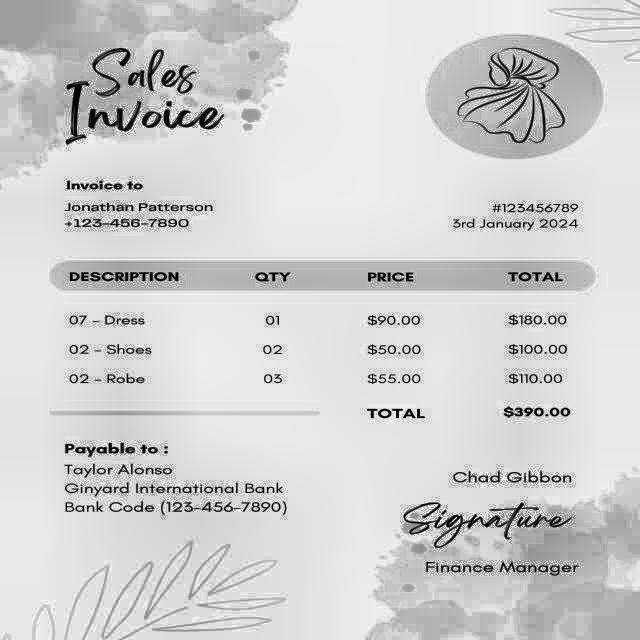 Sales
Invoice
Invoice to
Jonathan Patterson
+123-456-7890
#123456789
3rd January 2024
DESCRIPTION QTY PRICE TOTAL
07 - Dress 01 $90.00 $180.00
02 - Shoes 02 $50.00 $100.00
02 - Robe 03 $55.00 $110.00
TOTAL $390.00
Payable to :
Taylor Alonso
Ginyard International Bank
Bank Code (123-456-7890)
Chad Gibbon
Signature
Finance Manager